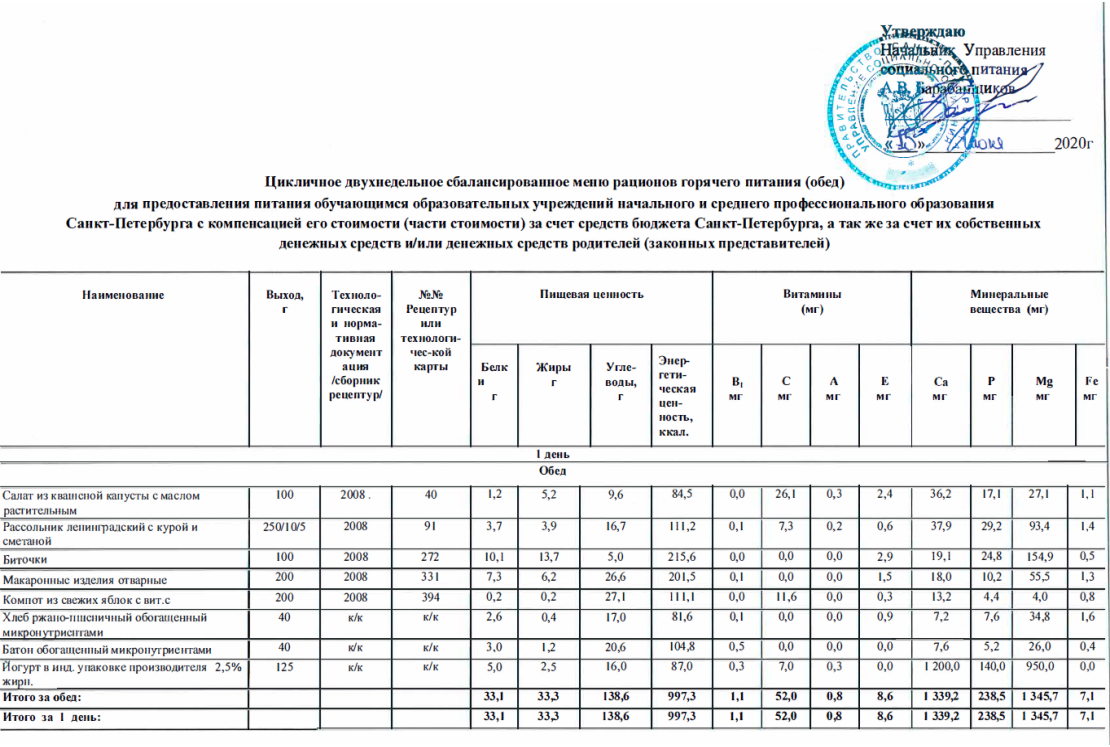 Утверждаю
Начальник Управления
социального питания
А.В. Барабанщиков
«15» 2020г
Цикличное двухнедельное сбалансированное меню рационов горячего питания (обед)
для предоставления питания обучающимся образовательных учреждений начального и среднего профессионального образования
Санкт-Петербурга с компенсацией его стоимости (части стоимости) за счет средств бюджета Санкт-Петербурга, а так же за счет их собственных
денежных средств и/или денежных средств родителей (законных представителей)
Наименование Выход, г Техноло-гическая и норма-тивная документ ация /сборник рецептур/ №№ Рецептур или технологи-чес-кой карты Пищевая ценность Витамины (мг) Минеральные вещества (мг)
Белк и г Жиры г Угле-воды, г Энер-гети-ческая цен-ность, ккал. B₁ мг С мг А мг Е мг Са мг Р мг Mg мг Fe мг
1 день
Обед
Салат из квашеной капусты с маслом 100 2008 . 40 1,2 5,2 9,6 84,5 0,0 26,1 0,3 2,4 36,2 17,1 27,1 1,1
растительным
Рассольник ленинградский с курой и 250/10/5 2008 91 3,7 3,9 16,7 111,2 0,1 7,3 0,2 0,6 37,9 29,2 93,4 1,4
сметаной
Биточки 100 2008 272 10,1 13,7 5,0 215,6 0,0 0,0 0,0 2,9 19,1 24,8 154,9 0,5
Макаронные изделия отварные 200 2008 331 7,3 6,2 26,6 201,5 0,1 0,0 0,0 1,5 18,0 10,2 55,5 1,3
Компот из свежих яблок с вит.с 200 2008 394 0,2 0,2 27,1 111,1 0,0 11,6 0,0 0,3 13,2 4,4 4,0 0,8
Хлеб ржано-пшеничный обогащенный 40 к/к к/к 2,6 0,4 17,0 81,6 0,1 0,0 0,0 0,9 7,2 7,6 34,8 1,6
микронутриентами
Батон обогащенный микронутриентами 40 к/к к/к 3,0 1,2 20,6 104,8 0,5 0,0 0,0 0,0 7,6 5,2 26,0 0,4
Йогурт в инд. упаковке производителя 2,5% 125 к/к к/к 5,0 2,5 16,0 87,0 0,3 7,0 0,3 0,0 1 200,0 140,0 950,0 0,0
жирн.
Итого за обед: 33,1 33,3 138,6 997,3 1,1 52,0 0,8 8,6 1 339,2 238,5 1 345,7 7,1
Итого за 1 день: 33,1 33,3 138,6 997,3 1,1 52,0 0,8 8,6 1 339,2 238,5 1 345,7 7,1